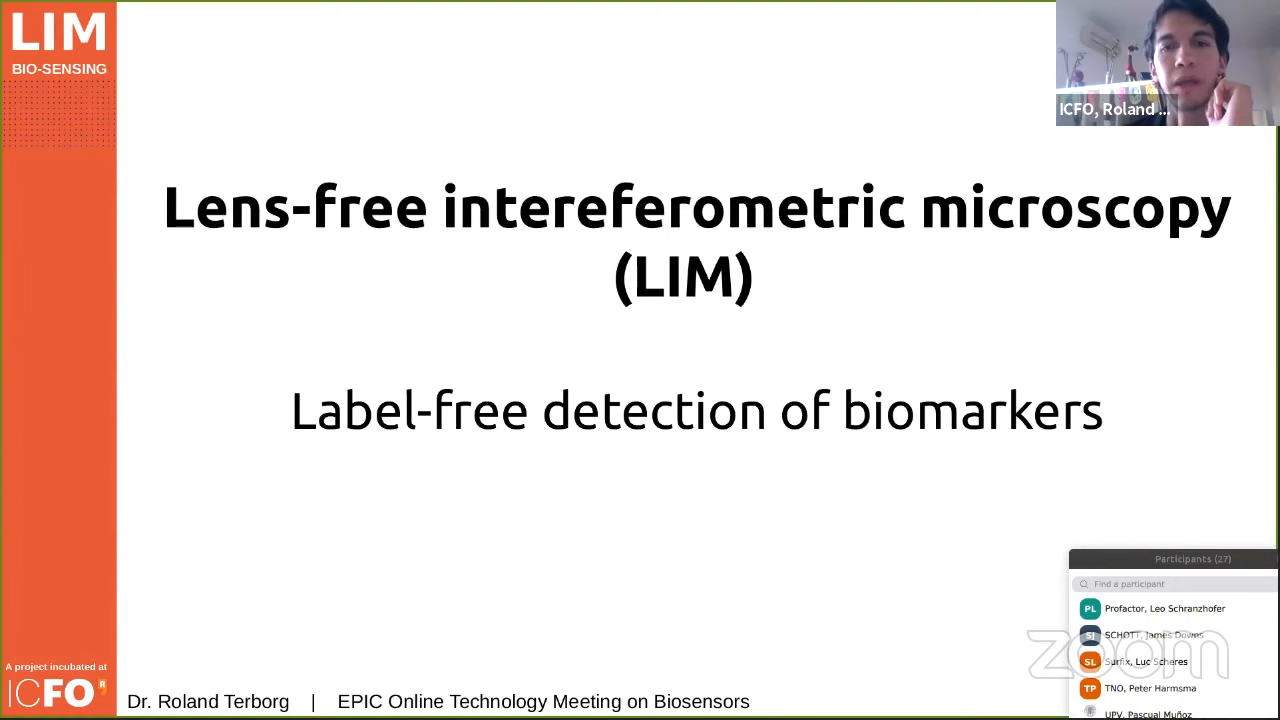 LIM
BIO-SENSING
ICFO, Roland ...
Lens-free intereferometric microscopy
(LIM)
Label-free detection of biomarkers
Participants (27)
Find a participant
PL Profactor, Leo Schranzhofer
SJ SCHOTT, James Downs
SL Surfix, Luc Scheres
TP TNO, Peter Harmsma
UPV, Pascual Muñoz
zoom
A project incubated at
ICFO R
Dr. Roland Terborg | EPIC Online Technology Meeting on Biosensors